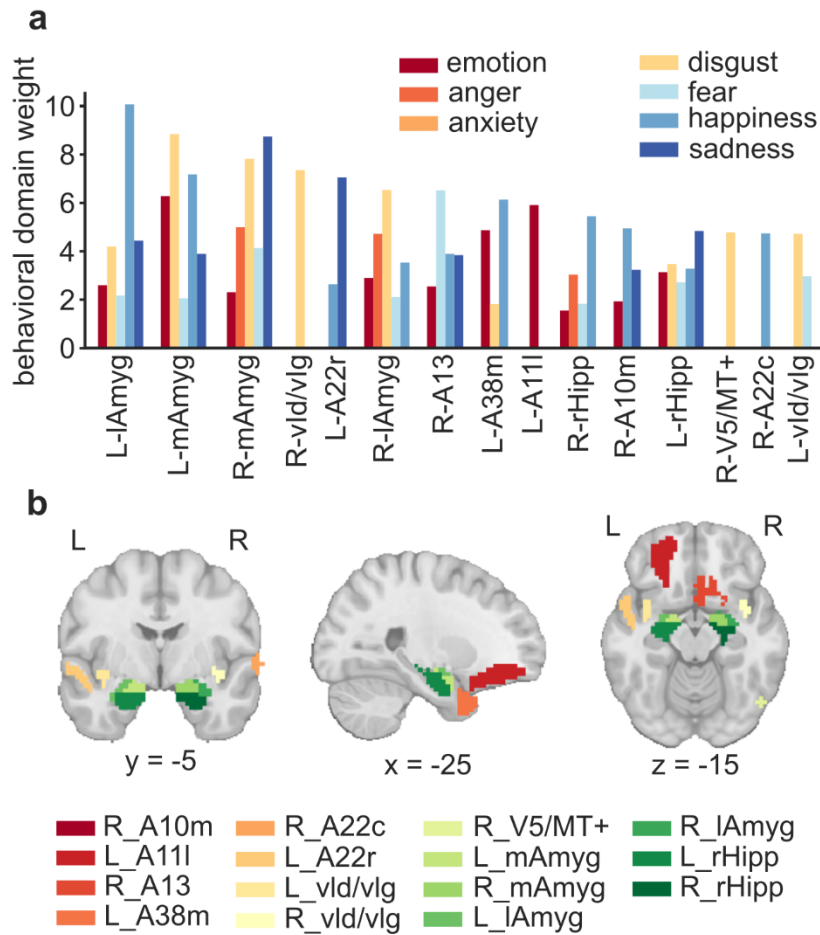 a
emotion
anger
anxiety
disgust
fear
happiness
sadness
behavioral domain weight
10
8
6
4
2
0
L-lAmyg
L-mAmyg
R-mAmyg
R-vld/vlg
L-A22r
R-lAmyg
R-A13
L-A38m
L-A11l
R-rHipp
R-A10m
L-rHipp
R-V5/MT+
R-A22c
L-vld/vlg
b
L R
L R
y = -5
x = -25
z = -15
R_A10m R_A22c R_V5/MT+ R_lAmyg
L_A11l L_A22r L_mAmyg L_rHipp
R_A13 L_vld/vlg R_mAmyg R_rHipp
L_A38m R_vld/vlg L_lAmyg